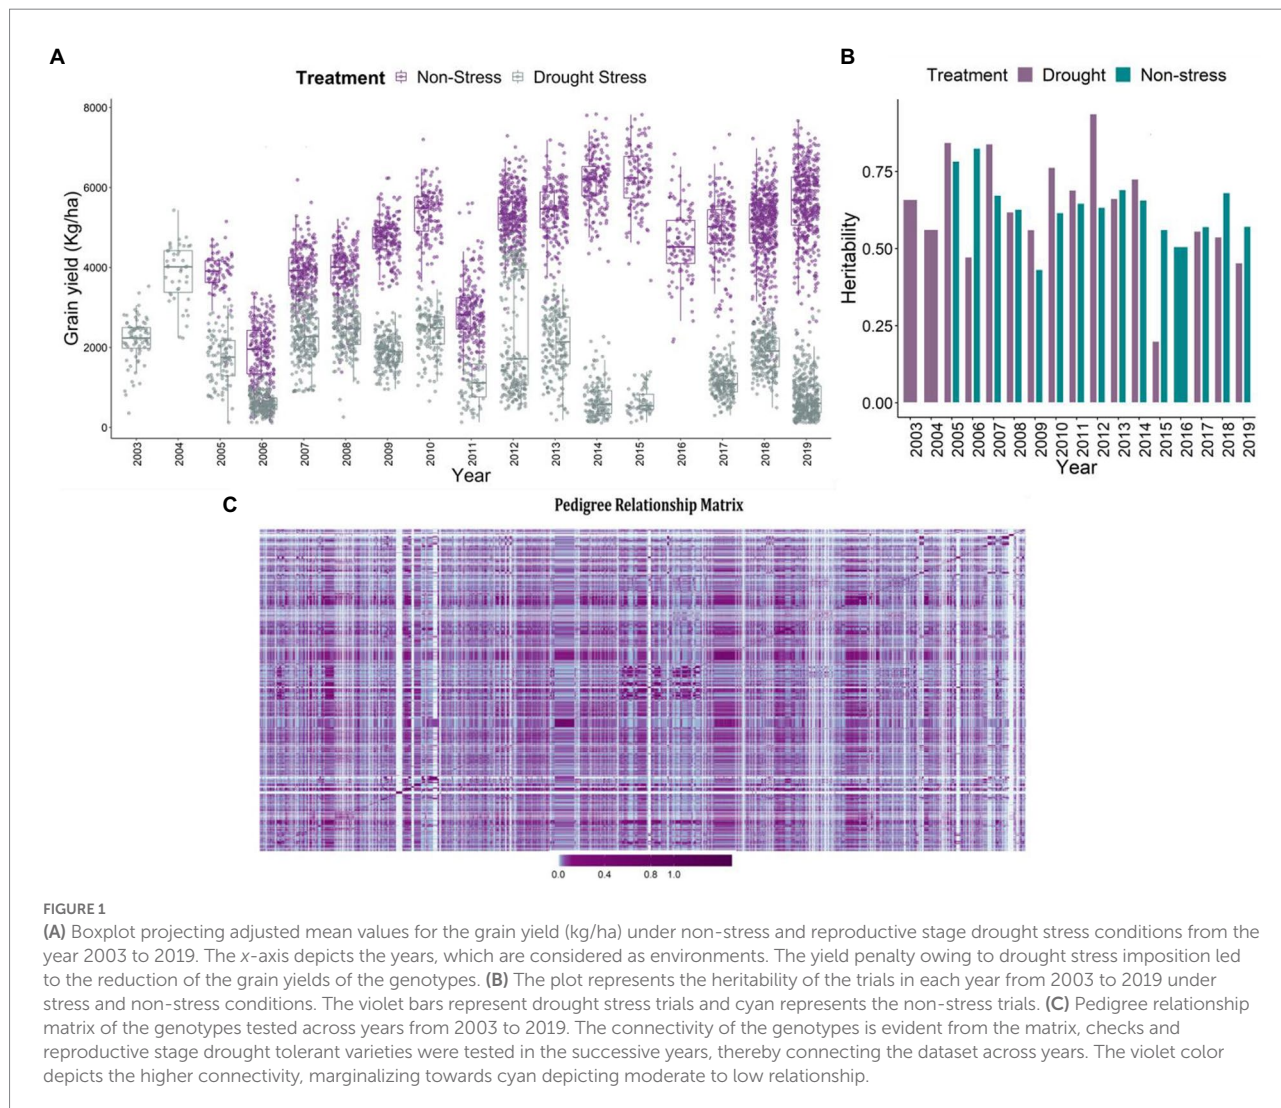 A
Treatment Non-Stress Drought Stress
Grain yield (Kg/ha)
8000
6000
4000
2000
0
2003 2004 2005 2006 2007 2008 2009 2010 2011 2012 2013 2014 2015 2016 2017 2018 2019
Year
B
Treatment Drought Non-stress
Heritability
0.75
0.50
0.25
0.00
2003 2004 2005 2006 2007 2008 2009 2010 2011 2012 2013 2014 2015 2016 2017 2018 2019
Year
C
Pedigree Relationship Matrix
0.0 0.4 0.8 1.0
FIGURE 1
(A) Boxplot projecting adjusted mean values for the grain yield (kg/ha) under non-stress and reproductive stage drought stress conditions from the
year 2003 to 2019. The x-axis depicts the years, which are considered as environments. The yield penalty owing to drought stress imposition led
to the reduction of the grain yields of the genotypes. (B) The plot represents the heritability of the trials in each year from 2003 to 2019 under
stress and non-stress conditions. The violet bars represent drought stress trials and cyan represents the non-stress trials. (C) Pedigree relationship
matrix of the genotypes tested across years from 2003 to 2019. The connectivity of the genotypes is evident from the matrix, checks and
reproductive stage drought tolerant varieties were tested in the successive years, thereby connecting the dataset across years. The violet color
depicts the higher connectivity, marginalizing towards cyan depicting moderate to low relationship.